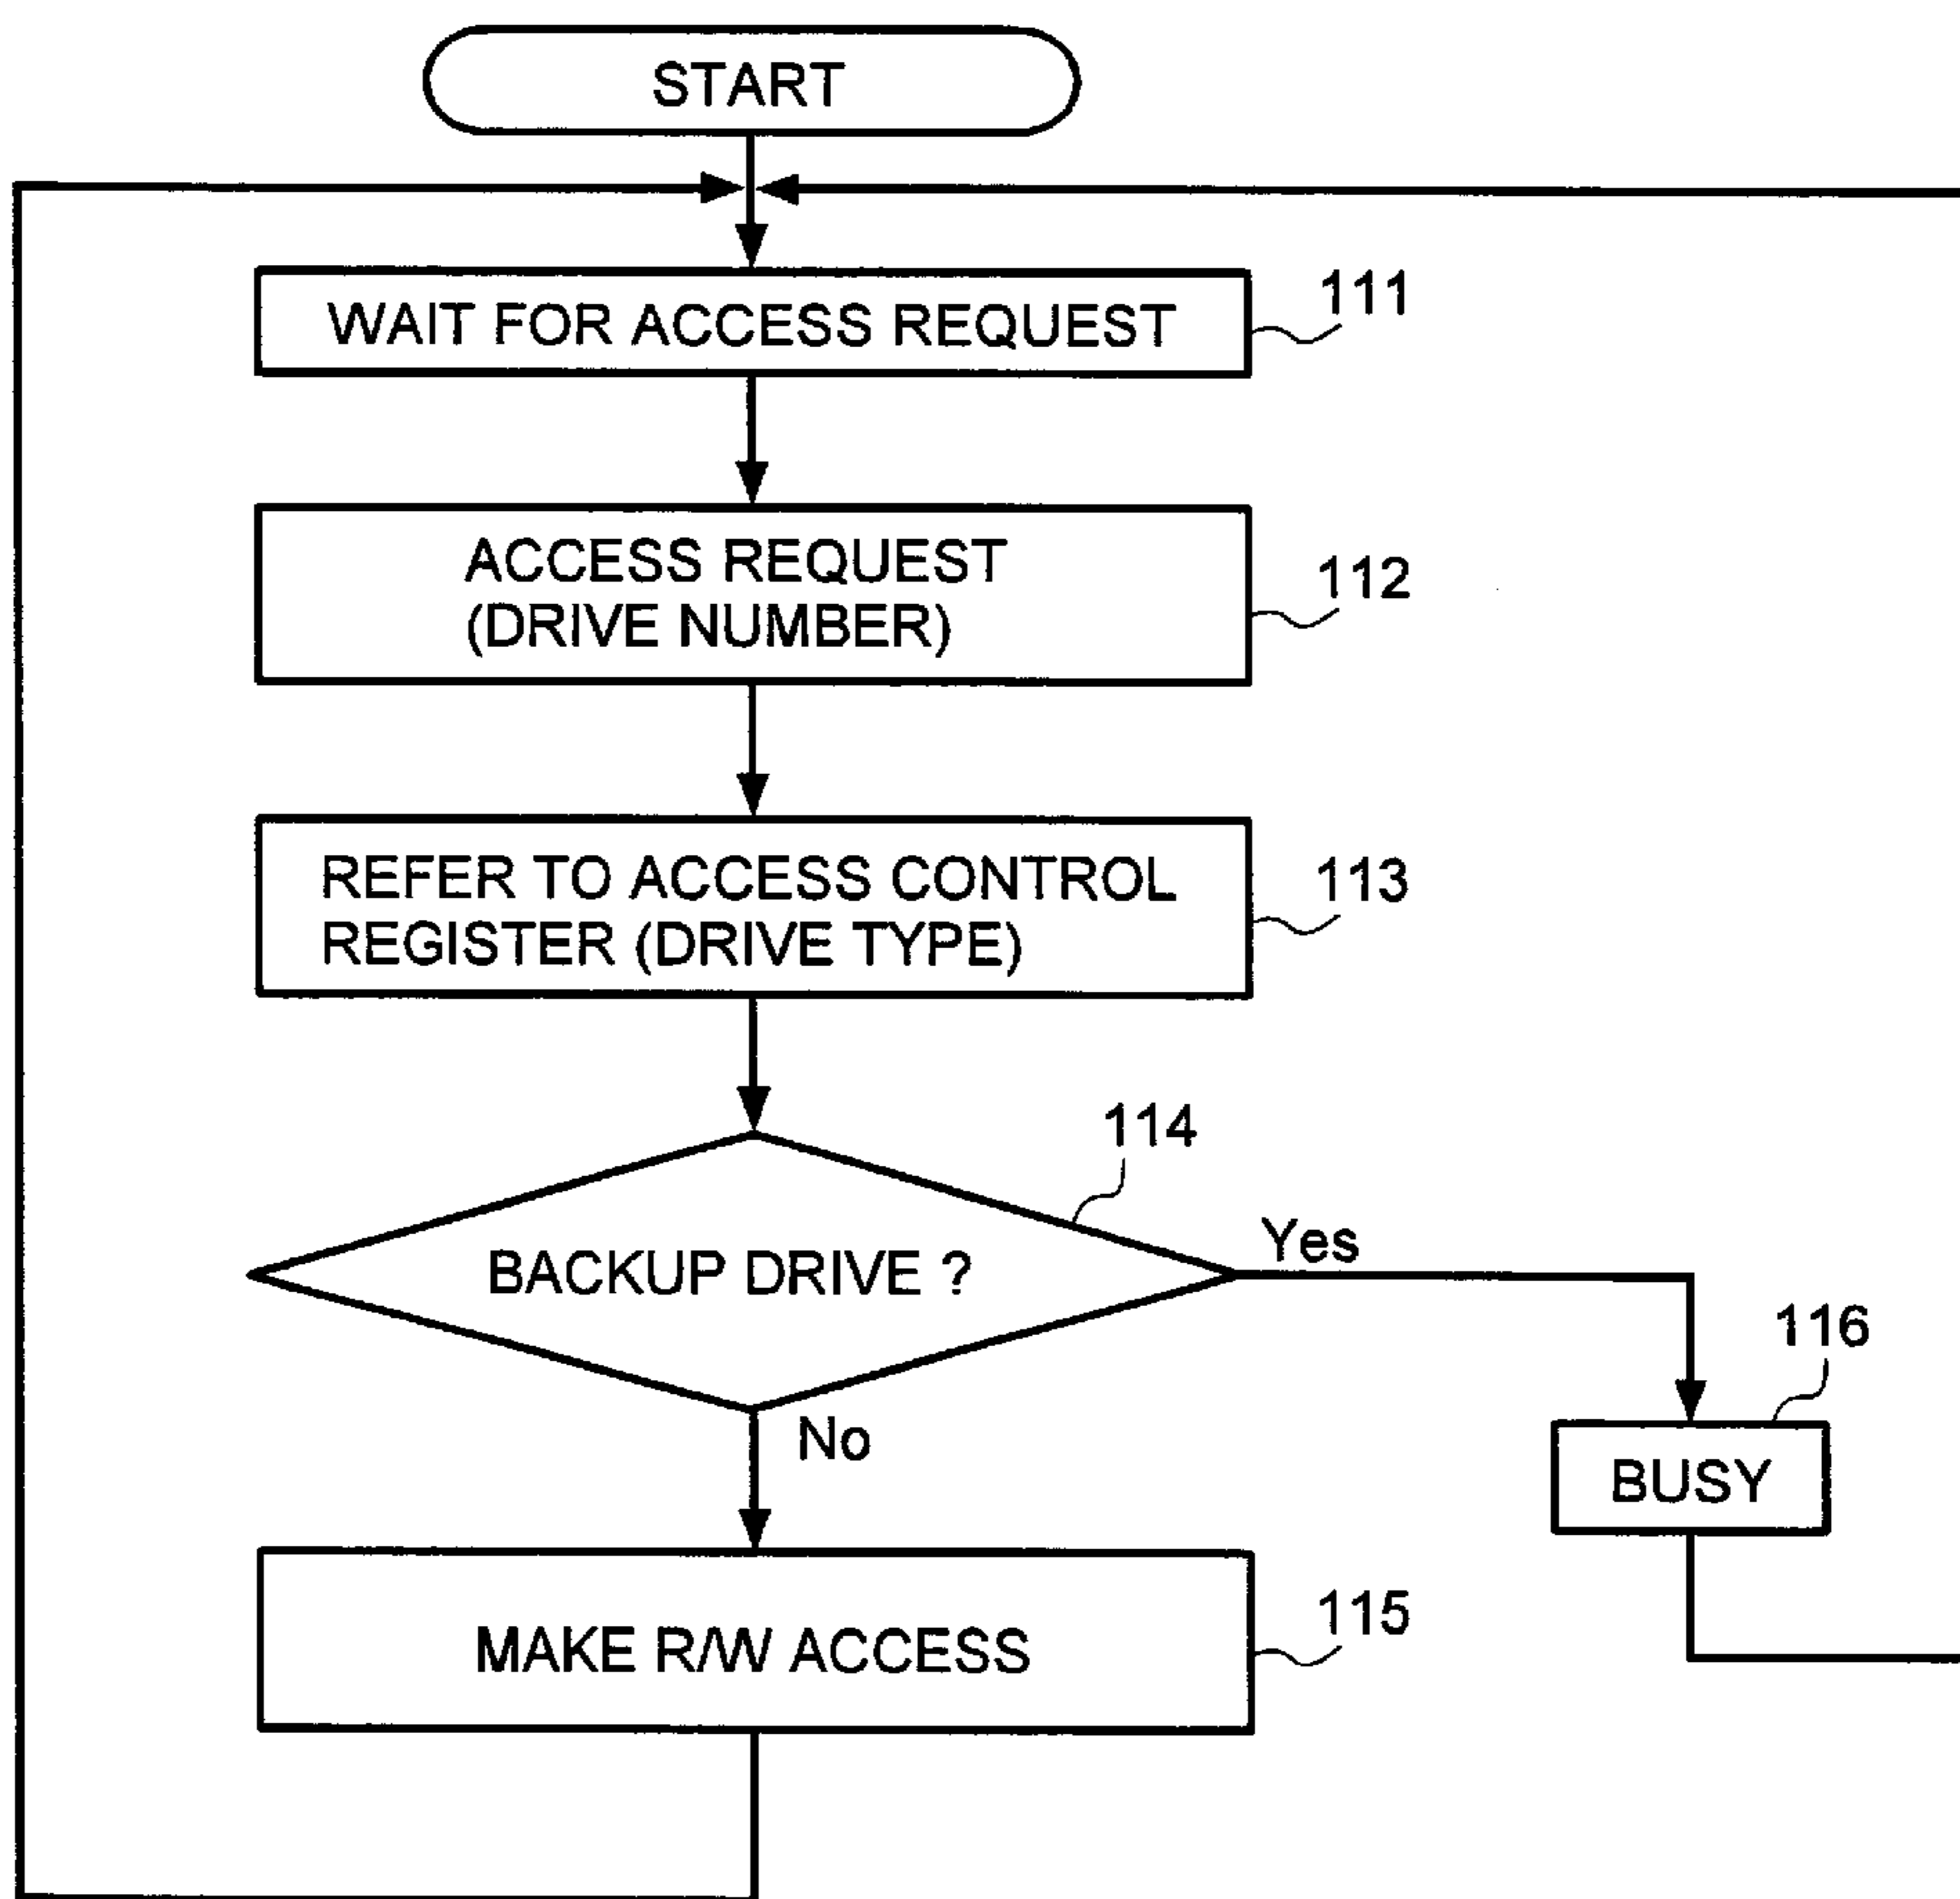 START
WAIT FOR ACCESS REQUEST
111
ACCESS REQUEST
(DRIVE NUMBER)
112
REFER TO ACCESS CONTROL
REGISTER (DRIVE TYPE)
113
114
BACKUP DRIVE ?
Yes
116
BUSY
No
MAKE R/W ACCESS
115